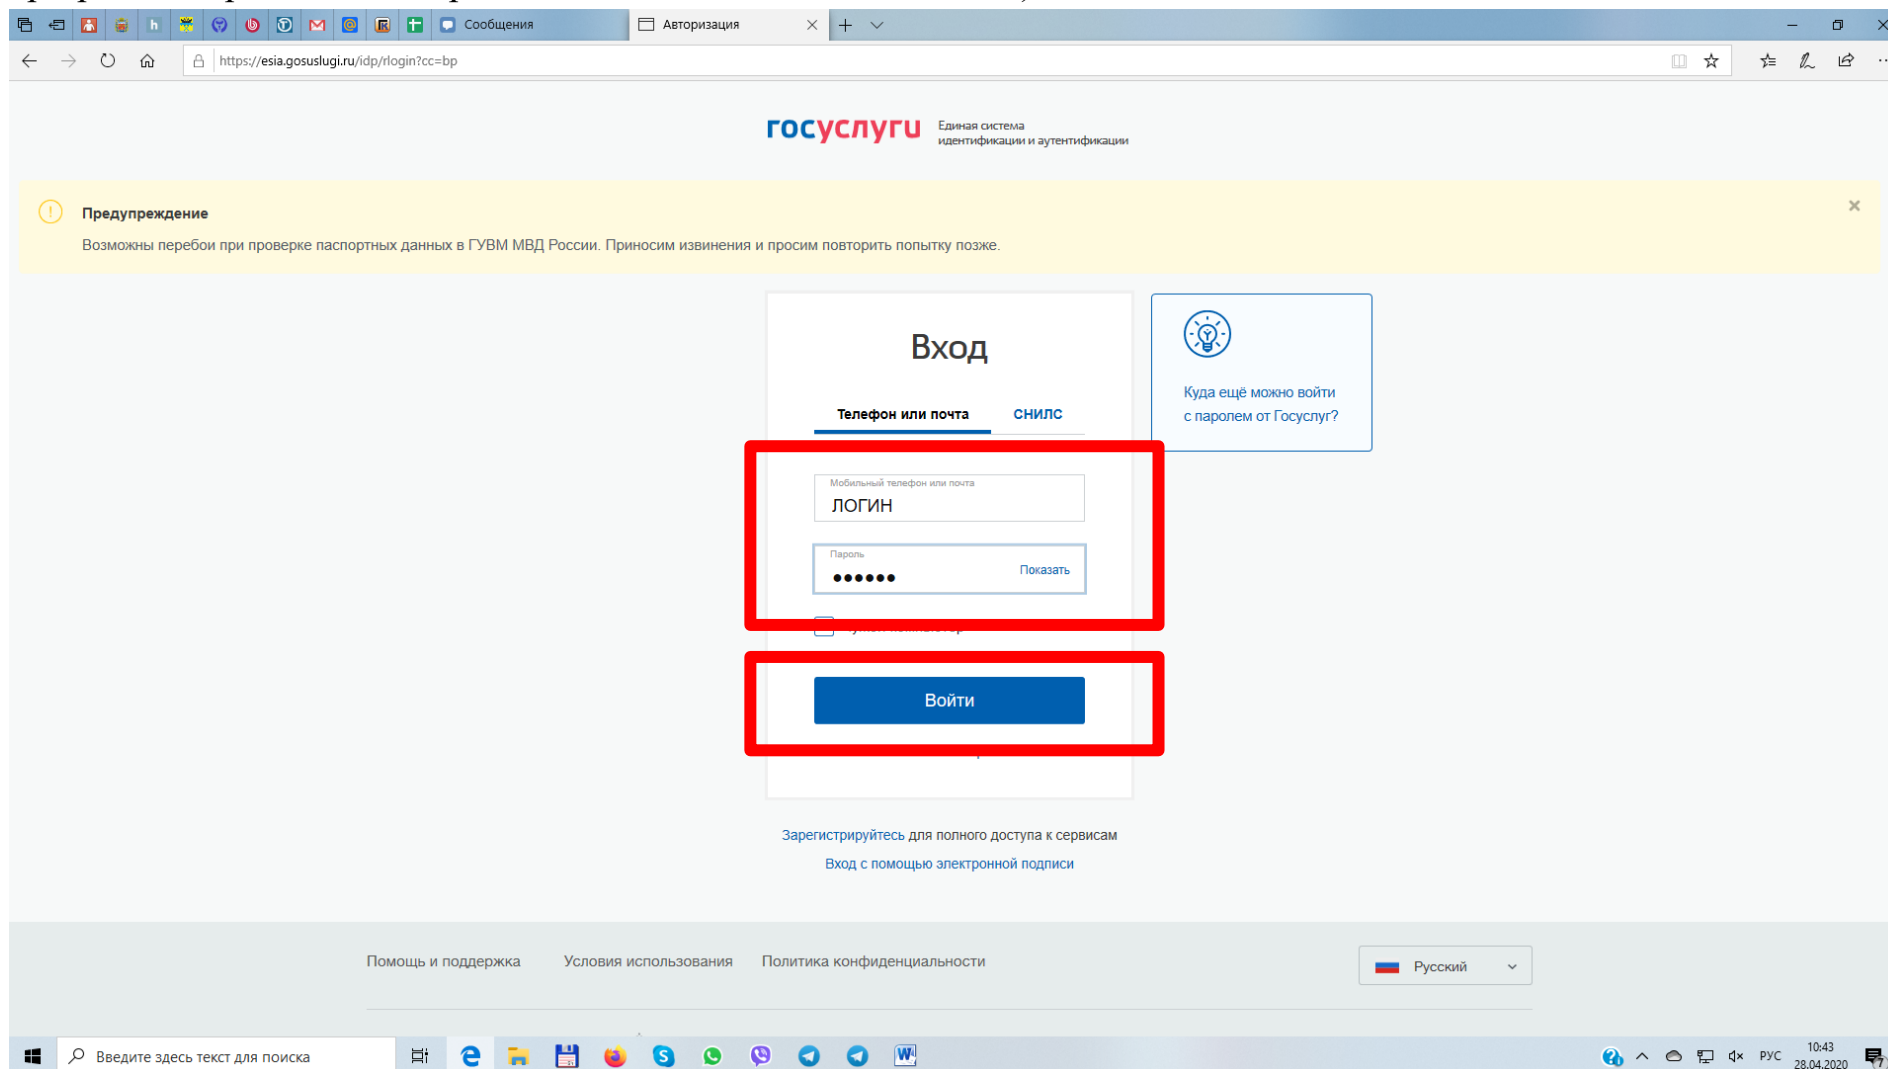 Сообщения
Авторизация
https://esia.gosuslugi.ru/idp/rlogin?cc=bp
госуслуги
Единая система
идентификации и аутентификации
Предупреждение
Возможны перебои при проверке паспортных данных в ГУВМ МВД России. Приносим извинения и просим повторить попытку позже.
Вход
Куда ещё можно войти
с паролем от Госуслуг?
Телефон или почта
СНИЛС
Мобильный телефон или почта
ЛОГИН
Пароль
●●●●●●
Показать
Войти
Зарегистрируйтесь для полного доступа к сервисам
Вход с помощью электронной подписи
Помощь и поддержка
Условия использования
Политика конфиденциальности
Русский
Введите здесь текст для поиска
РУС
10:43
28.04.2020